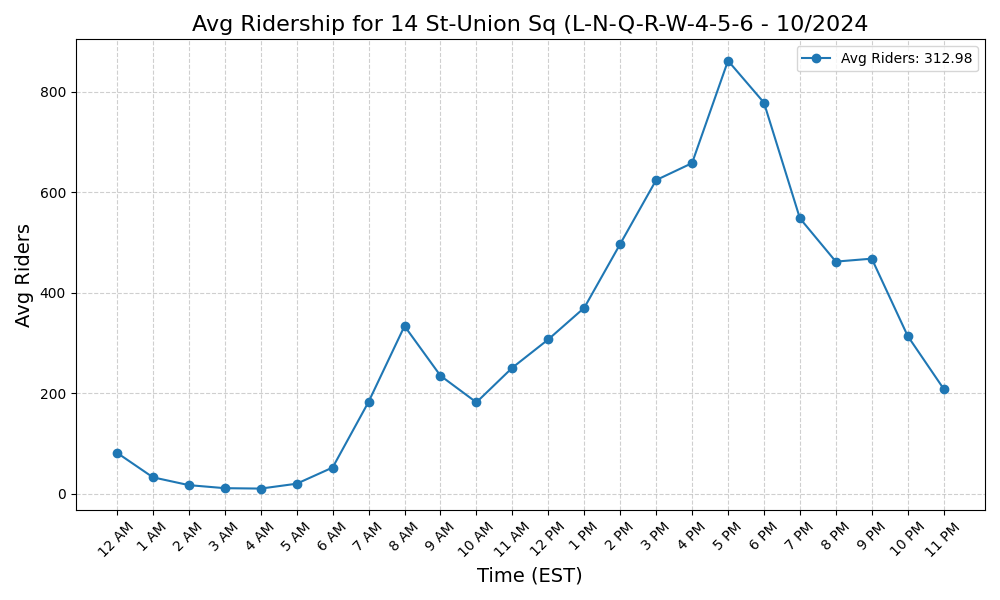 Avg Ridership for 14 St-Union Sq (L-N-Q-R-W-4-5-6 - 10/2024
Avg Riders: 312.98
Avg Riders
800
600
400
200
0
12 AM 1 AM 2 AM 3 AM 4 AM 5 AM 6 AM 7 AM 8 AM 9 AM 10 AM 11 AM 12 PM 1 PM 2 PM 3 PM 4 PM 5 PM 6 PM 7 PM 8 PM 9 PM 10 PM 11 PM
Time (EST)